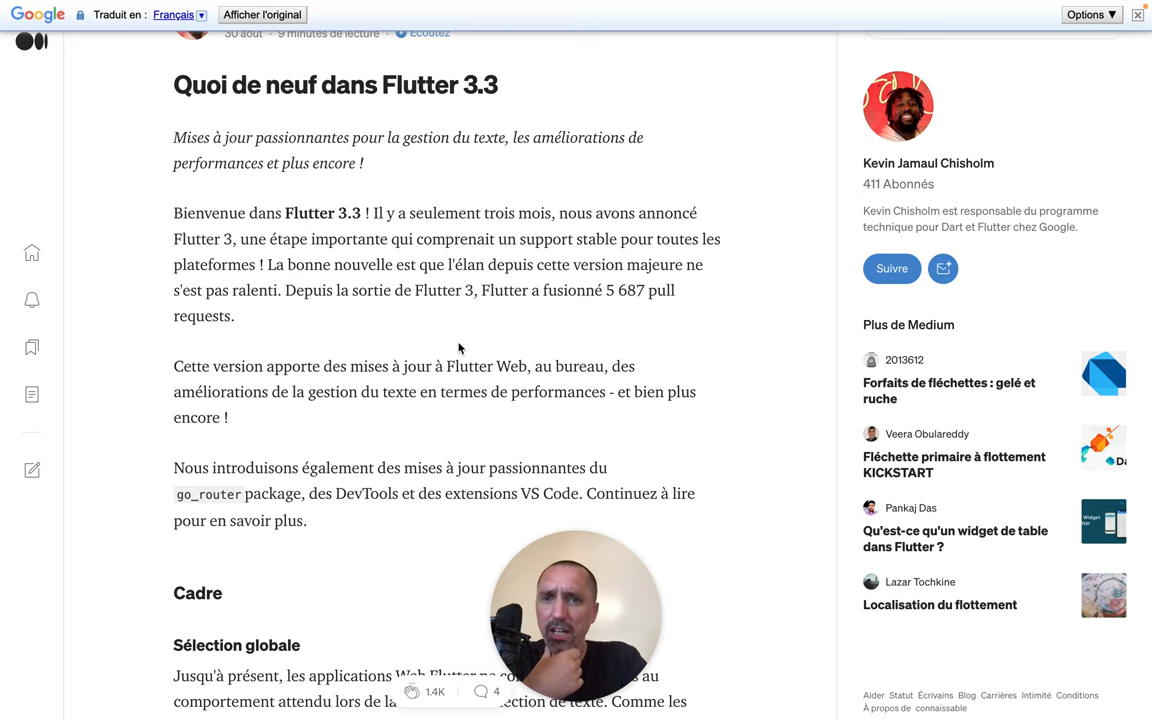 Google Traduit en : Français ▼ Afficher l'original Options ▼
30 août · 9 minutes de lecture · Écoutez
Quoi de neuf dans Flutter 3.3
Mises à jour passionnantes pour la gestion du texte, les améliorations de
performances et plus encore !
Bienvenue dans Flutter 3.3 ! Il y a seulement trois mois, nous avons annoncé
Flutter 3, une étape importante qui comprenait un support stable pour toutes les
plateformes ! La bonne nouvelle est que l'élan depuis cette version majeure ne
s'est pas ralenti. Depuis la sortie de Flutter 3, Flutter a fusionné 5 687 pull
requests.
Cette version apporte des mises à jour à Flutter Web, au bureau, des
améliorations de la gestion du texte en termes de performances - et bien plus
encore !
Nous introduisons également des mises à jour passionnantes du
go_router package, des DevTools et des extensions VS Code. Continuez à lire
pour en savoir plus.
Cadre
Sélection globale
Jusqu'à présent, les applications Web Flutter ne au
comportement attendu lors de la ection de texte. Comme les
1.4K 4
Kevin Jamaul Chisholm
411 Abonnés
Kevin Chisholm est responsable du programme
technique pour Dart et Flutter chez Google.
Suivre
Plus de Medium
2013612
Forfaits de fléchettes : gelé et
ruche
Veera Obulareddy
Fléchette primaire à flottement
KICKSTART
Da
Pankaj Das
Qu'est-ce qu'un widget de table
dans Flutter ?
Widget
Lazar Tochkine
Localisation du flottement
Aider Statut Écrivains Blog Carrières Intimité Conditions
À propos de connaissable